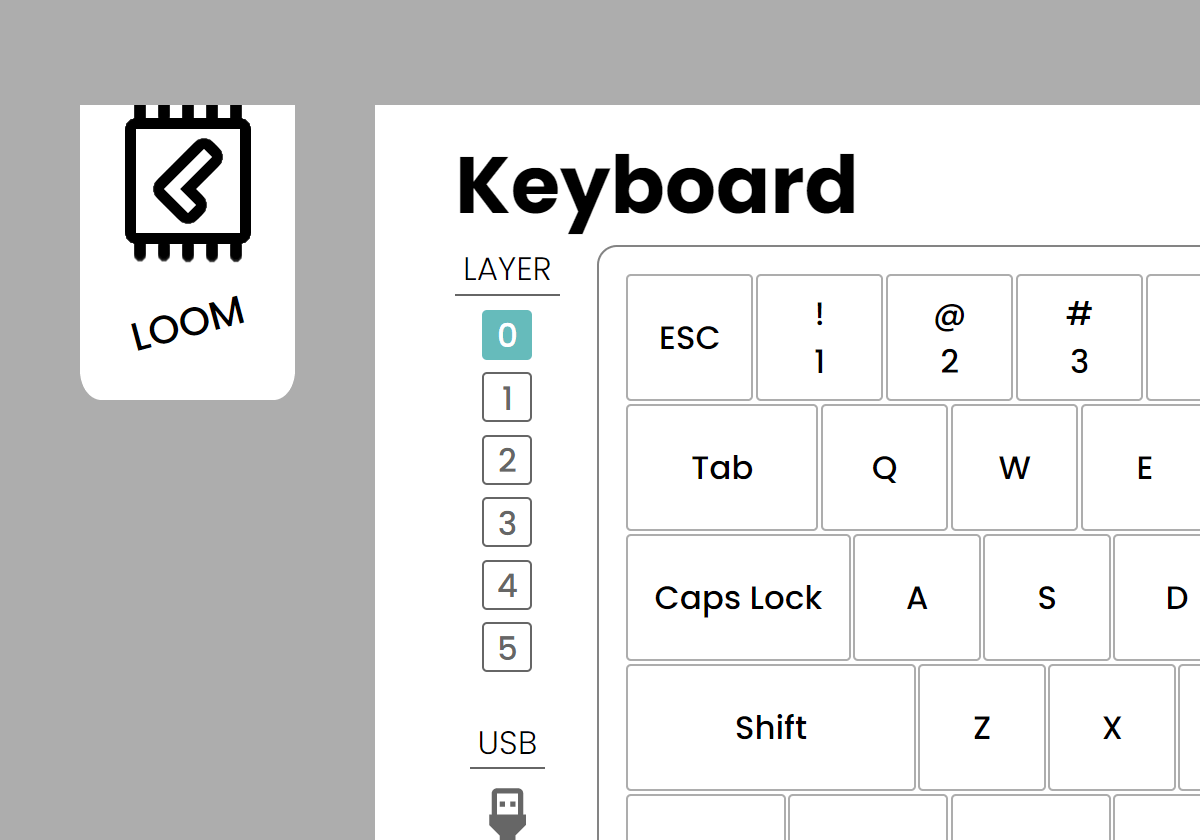 LOOM
Keyboard
LAYER
0
1
2
3
4
5
USB
ESC
!
1
@
2
#
3
Tab
Q
W
E
Caps Lock
A
S
D
Shift
Z
X